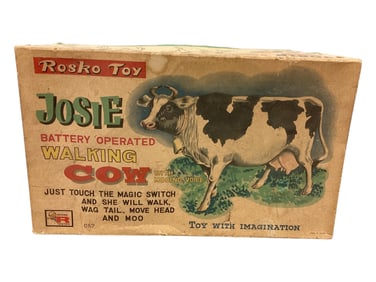 Rosko Toy
JOSIE
BATTERY OPERATED
WALKING
COW
JUST TOUCH THE MAGIC SWITCH
AND SHE WILL WALK,
WAG TAIL, MOVE HEAD
AND MOO
TOY WITH IMAGINATION